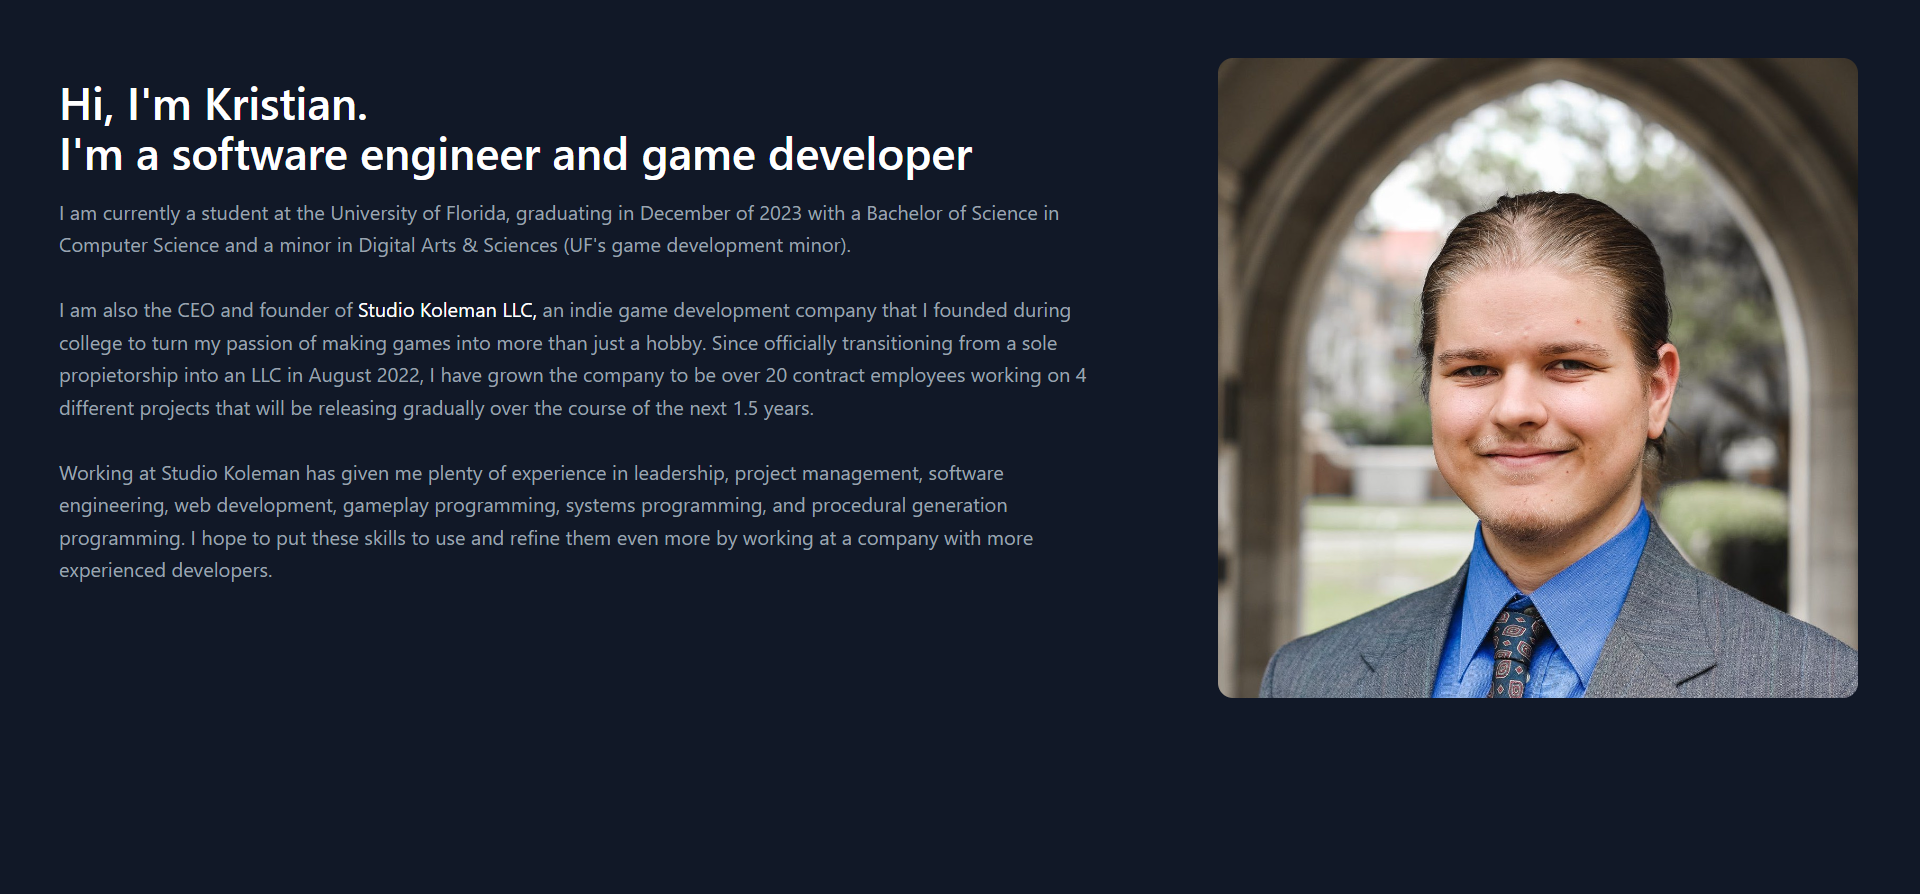 Hi, I'm Kristian.
I'm a software engineer and game developer
I am currently a student at the University of Florida, graduating in December of 2023 with a Bachelor of Science in
Computer Science and a minor in Digital Arts & Sciences (UF's game development minor).
I am also the CEO and founder of Studio Koleman LLC, an indie game development company that I founded during
college to turn my passion of making games into more than just a hobby. Since officially transitioning from a sole
propietorship into an LLC in August 2022, I have grown the company to be over 20 contract employees working on 4
different projects that will be releasing gradually over the course of the next 1.5 years.
Working at Studio Koleman has given me plenty of experience in leadership, project management, software
engineering, web development, gameplay programming, systems programming, and procedural generation
programming. I hope to put these skills to use and refine them even more by working at a company with more
experienced developers.